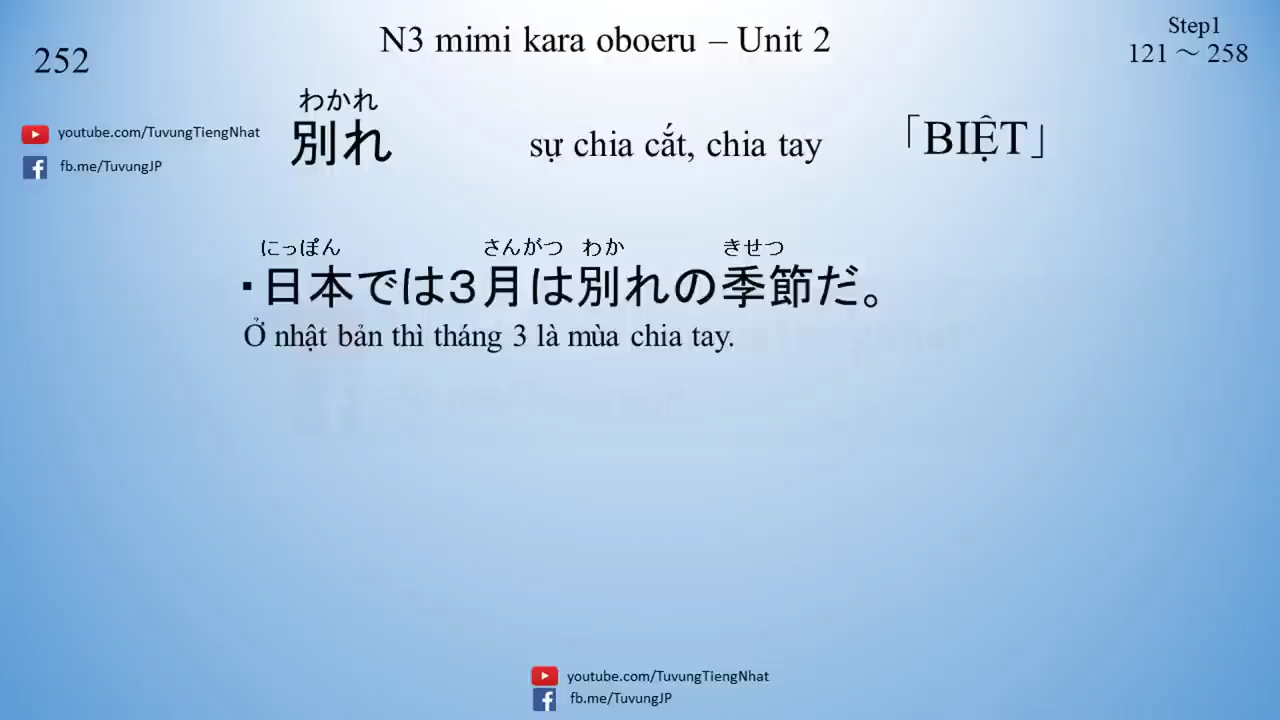 N3 mimi kara oboeru – Unit 2
Step1
121 ~ 258
252
youtube.com/TuvungTiengNhat
fb.me/TuvungJP
わかれ
別れ
sự chia cắt, chia tay
「BIỆT」
にっぽん さんがつ わか きせつ
・日本では３月は別れの季節だ。
Ở nhật bản thì tháng 3 là mùa chia tay.
youtube.com/TuvungTiengNhat
fb.me/TuvungJP